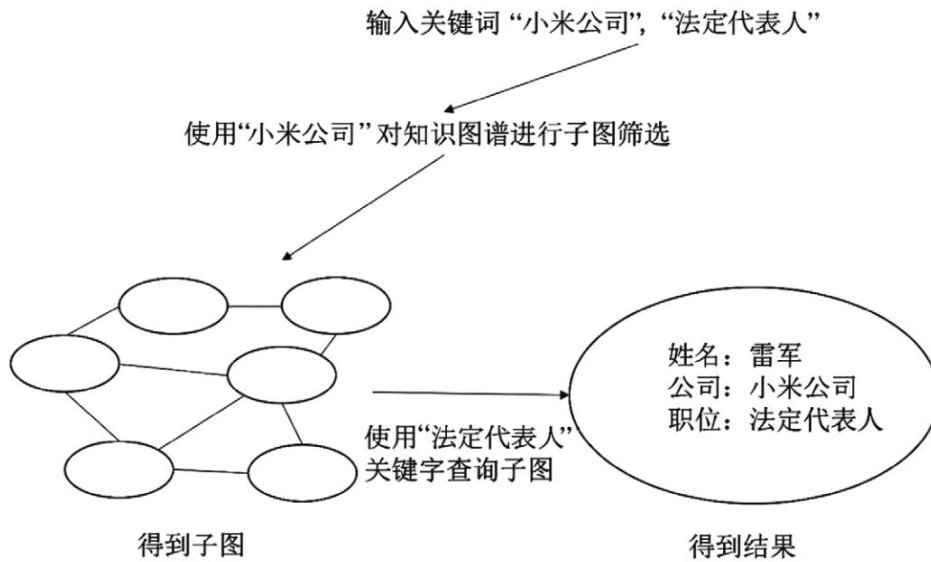 输入关键词“小米公司”，“法定代表人”
使用“小米公司”对知识图谱进行子图筛选
姓名：雷军
公司：小米公司
职位：法定代表人
使用“法定代表人”
关键字查询子图
得到子图
得到结果